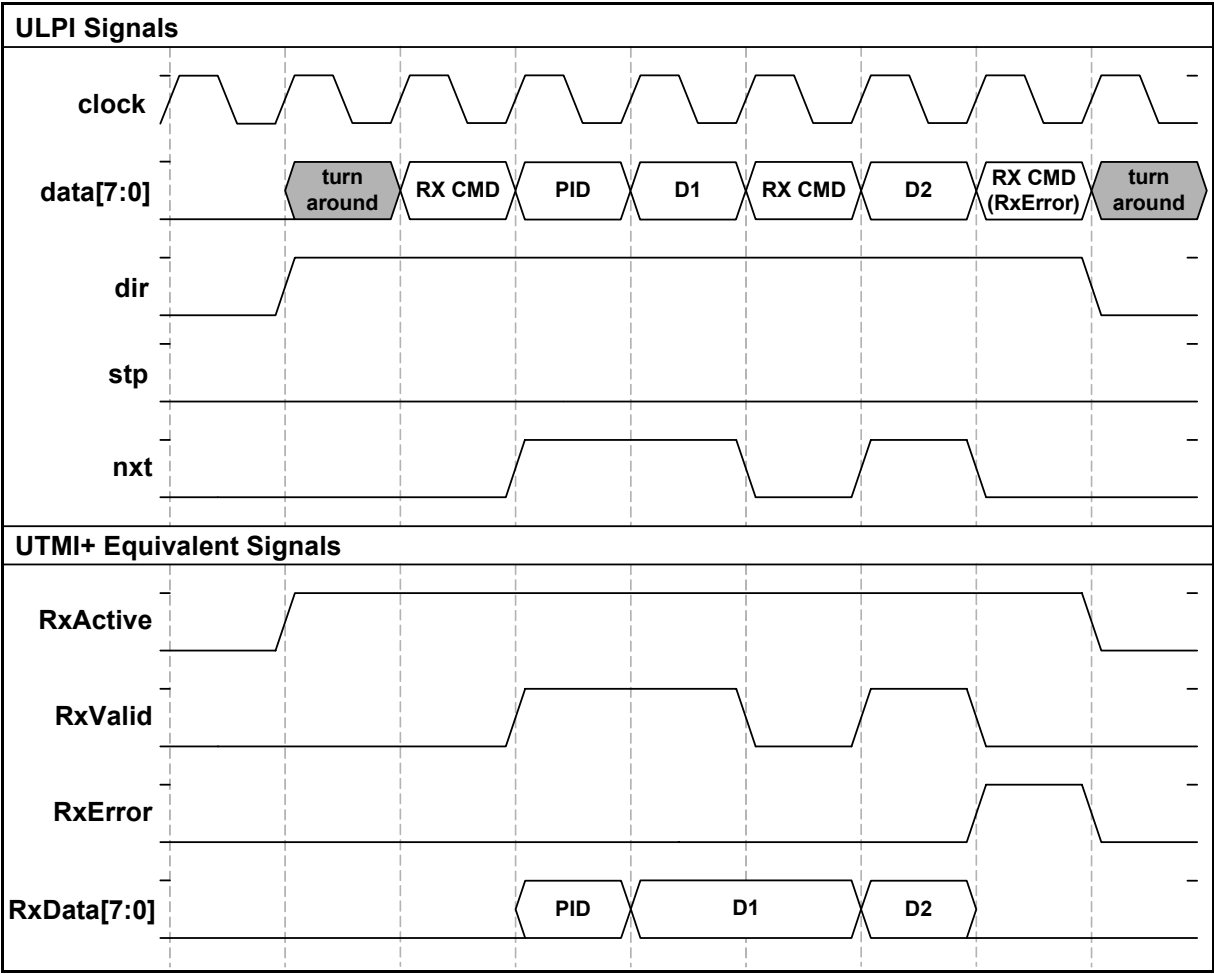 ULPI Signals
clock
data[7:0]
turn
around
RX CMD
PID
D1
RX CMD
D2
RX CMD
(RxError)
turn
around
dir
stp
nxt
UTMI+ Equivalent Signals
RxActive
RxValid
RxError
RxData[7:0]
PID
D1
D2